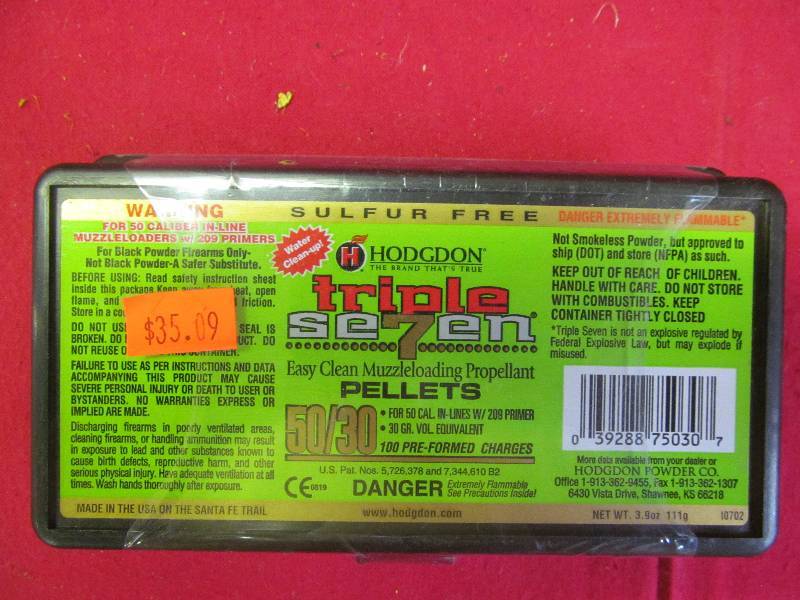 WARNING
FOR 50 CALIBER IN-LINE
MUZZLELOADERS W/ 209 PRIMERS
For Black Powder Firearms Only-
Not Black Powder-A Safer Substitute.
BEFORE USING: Read safety instruction sheet
inside this package Keep away heat, open
flame, and friction.
Store in a
DO NOT USE SEAL IS
BROKEN. DO DO
NOT REUSE THIS CONTAINER.
FAILURE TO USE AS PER INSTRUCTIONS AND DATA
ACCOMPANYING THIS PRODUCT MAY CAUSE
SEVERE PERSONAL INJURY OR DEATH TO USER OR
BYSTANDERS. NO WARRANTIES EXPRESS OR
IMPLIED ARE MADE.
Discharging firearms in poorly ventilated areas,
cleaning firearms, or handling ammunition may result
in exposure to lead and other substances known to
cause birth defects, reproductive harm, and other
serious physical injury. Have adequate ventilation at all
times. Wash hands thoroughly after exposure.
MADE IN THE USA ON THE SANTA FE TRAIL
$35.09
SULFUR FREE
Water
Clean-up!
H HODGDON®
THE BRAND THAT'S TRUE
triple
se7en®
Easy Clean Muzzleloading Propellant
PELLETS
50/30
• FOR 50 CAL. IN-LINES W/ 209 PRIMER
• 30 GR. VOL. EQUIVALENT
100 PRE-FORMED CHARGES
U.S. Pat. Nos. 5,726,378 and 7,344,610 B2
CE 0819 DANGER Extremely Flammable
See Precautions Inside!
www.hodgdon.com
DANGER EXTREMELY FLAMMABLE*
Not Smokeless Powder, but approved to
ship (DOT) and store (NFPA) as such.
KEEP OUT OF REACH OF CHILDREN.
HANDLE WITH CARE. DO NOT STORE
WITH COMBUSTIBLES. KEEP
CONTAINER TIGHTLY CLOSED
*Triple Seven is not an explosive regulated by
Federal Explosive Law, but may explode if
misused.
0 39288 75030 7
More data available from your dealer or
HODGDON POWDER CO.
Office 1-913-362-9455, Fax 1-913-362-1307
6430 Vista Drive, Shawnee, KS 66218
NET WT. 3.9oz 111g 10702